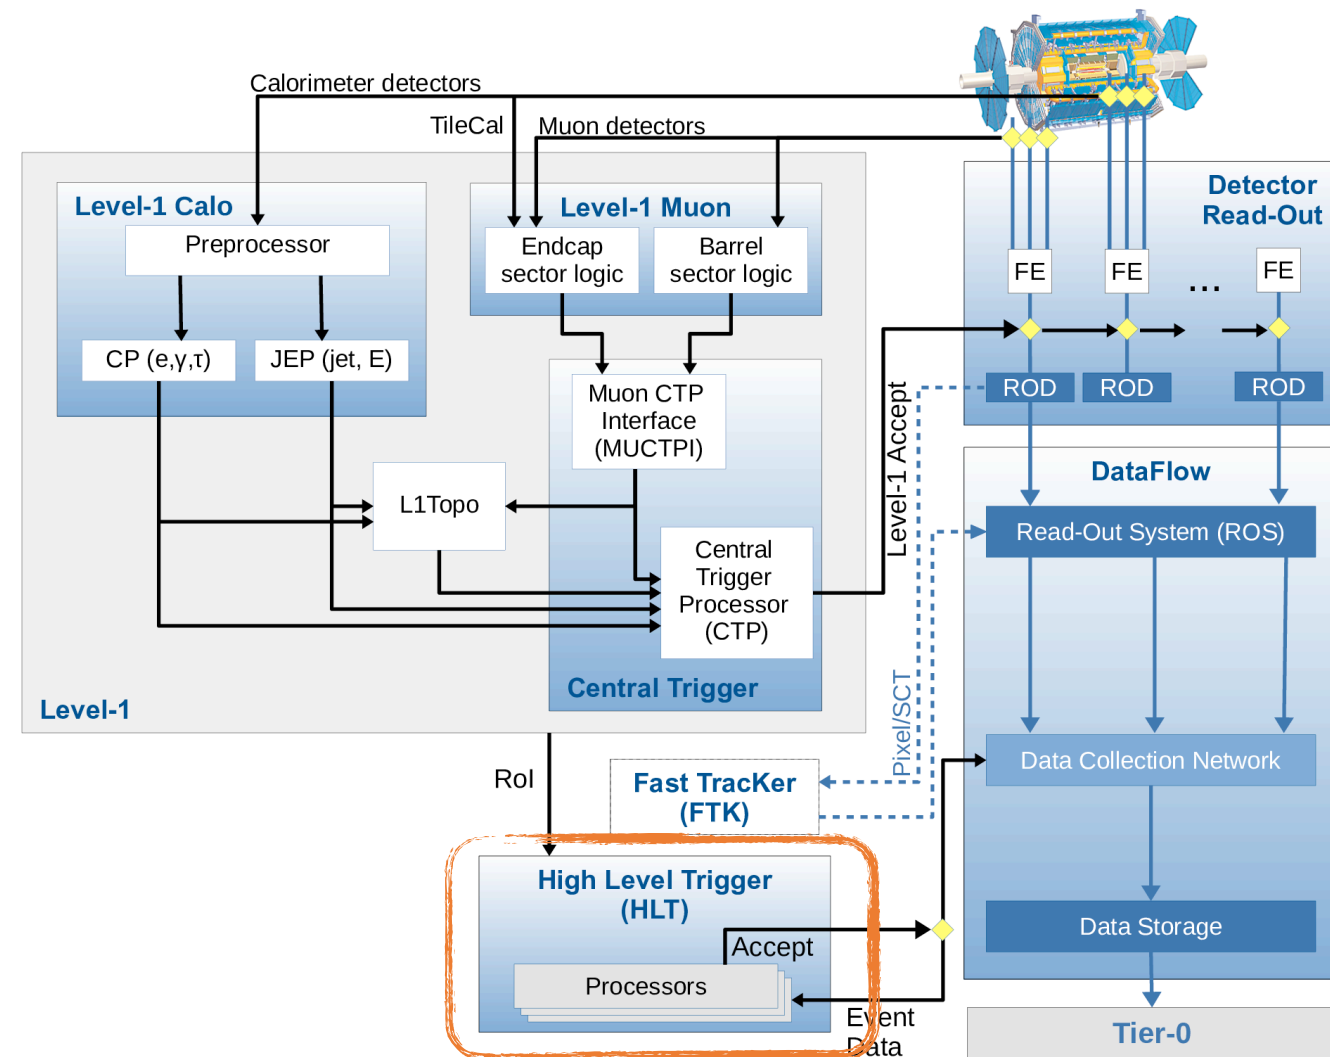 Calorimeter detectors
TileCal
Muon detectors
Level-1 Calo
Preprocessor
CP (e,γ,τ)
JEP (jet, E)
Level-1 Muon
Endcap
sector logic
Barrel
sector logic
Muon CTP
Interface
(MUCTPI)
L1Topo
Central
Trigger
Processor
(CTP)
Central Trigger
Level-1
Level-1 Accept
Detector
Read-Out
FE
FE
...
FE
ROD
ROD
ROD
DataFlow
Read-Out System (ROS)
Pixel/SCT
Data Collection Network
Data Storage
Tier-0
RoI
Fast TracKer
(FTK)
High Level Trigger
(HLT)
Accept
Processors
Event
Data